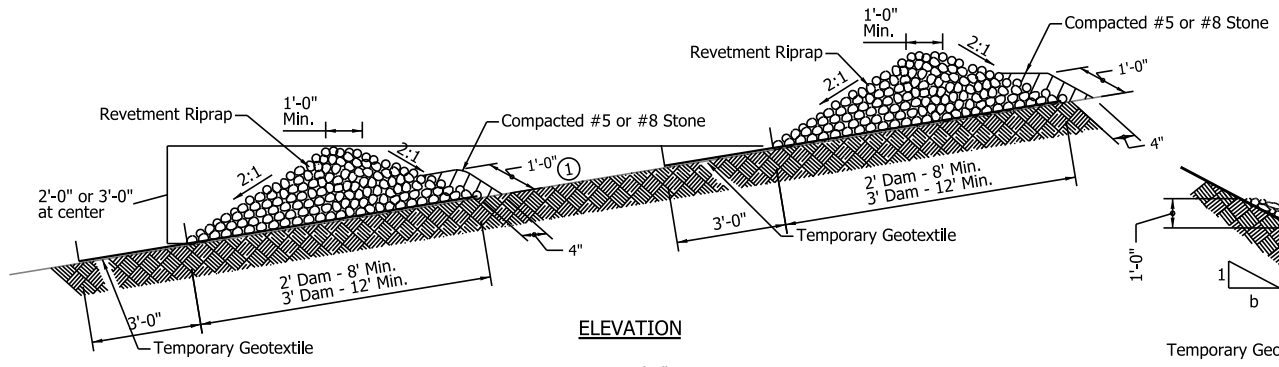 1'-0"
Min.
Compacted #5 or #8 Stone
Revetment Riprap
2:1
2:1
1'-0"
4"
2' Dam - 8' Min.
3' Dam - 12' Min.
3'-0"
Temporary Geotextile
Revetment Riprap
1'-0"
Min.
Compacted #5 or #8 Stone
2:1
2:1
1'-0"
1
2'-0" or 3'-0"
at center
4"
2' Dam - 8' Min.
3' Dam - 12' Min.
3'-0"
Temporary Geotextile
ELEVATION
1'-0"
1
b
Temporary Geo